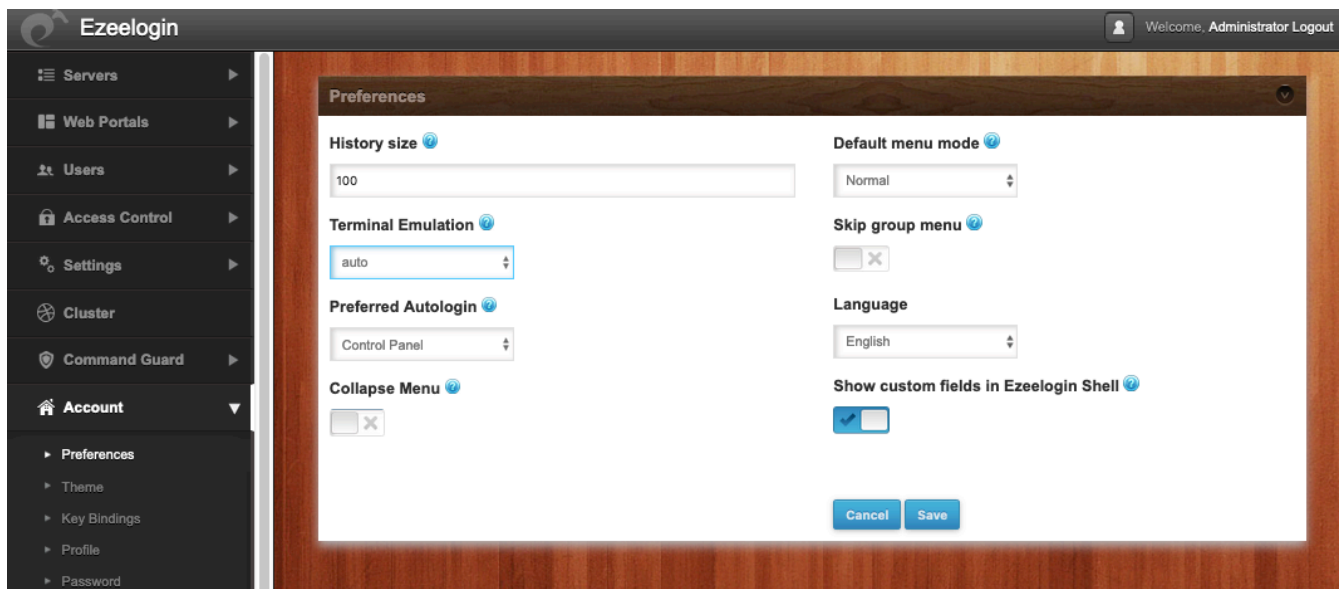 Ezeelogin
Welcome, Administrator Logout
Servers
Web Portals
Users
Access Control
Settings
Cluster
Command Guard
Account
Preferences
Theme
Key Bindings
Profile
Password
Preferences
History size
100
Terminal Emulation
auto
Preferred Autologin
Control Panel
Collapse Menu
Default menu mode
Normal
Skip group menu
Language
English
Show custom fields in Ezeelogin Shell
Cancel Save